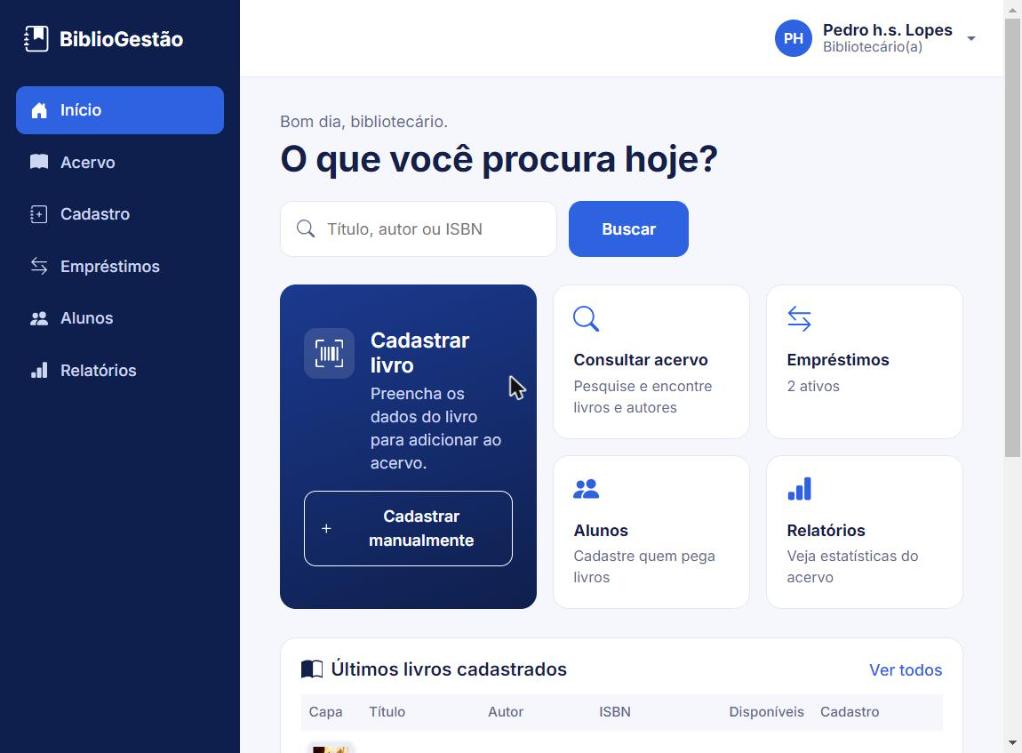 BiblioGestão
Pedro h.s. Lopes
PH
Bibliotecário(a)
Início
Acervo
Cadastro
Empréstimos
Alunos
Relatórios
Bom dia, bibliotecário.
O que você procura hoje?
Título, autor ou ISBN
Buscar
Cadastrar
livro
Preencha os
dados do livro
para adicionar ao
acervo.
+ Cadastrar
manualmente
Consultar acervo
Pesquise e encontre
livros e autores
Empréstimos
2 ativos
Alunos
Cadastre quem pega
livros
Relatórios
Veja estatísticas do
acervo
Últimos livros cadastrados
Ver todos
Capa Título Autor ISBN Disponíveis Cadastro